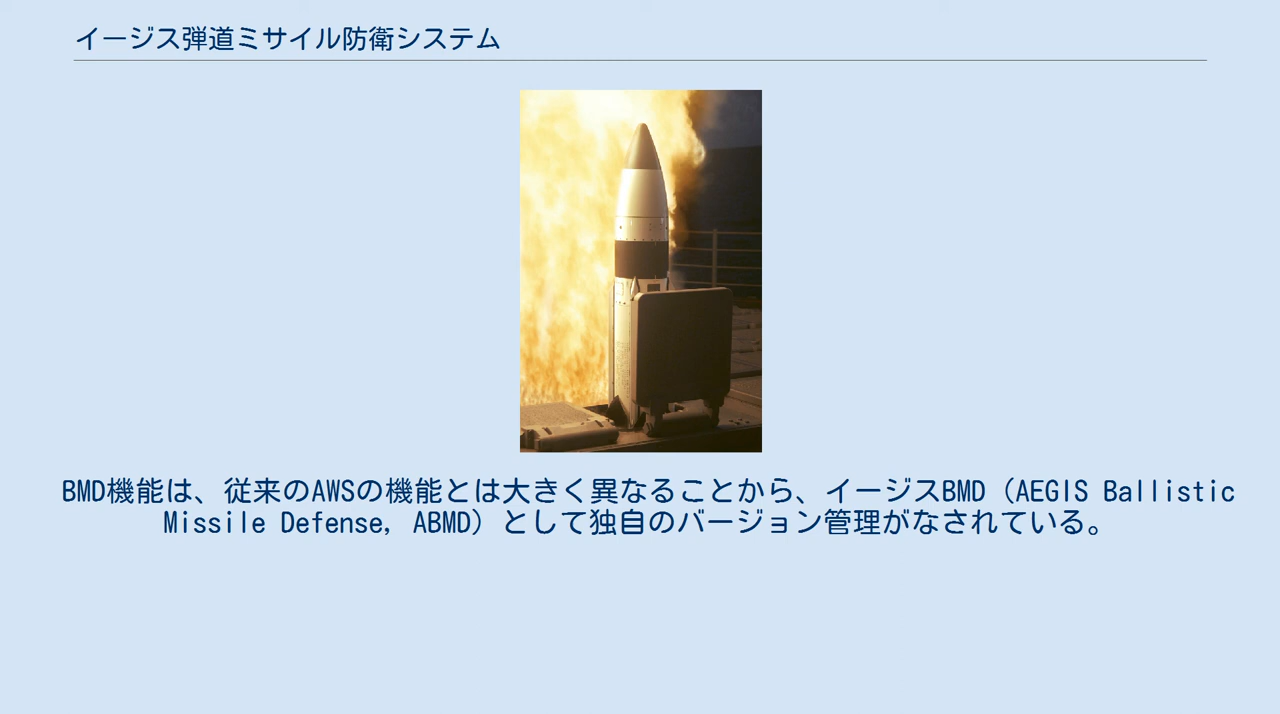 イージス弾道ミサイル防衛システム
BMD機能は、従来のAWSの機能とは大きく異なることから、イージスBMD（AEGIS Ballistic
Missile Defense, ABMD）として独自のバージョン管理がなされている。